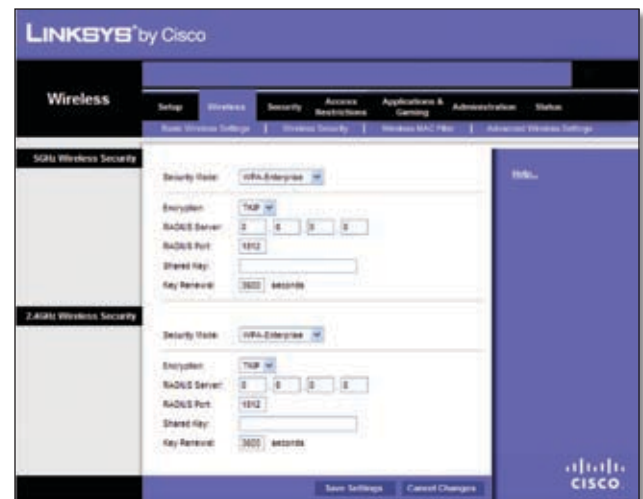 LINKSYS® by Cisco
Wireless
Setup Wireless Security Access Restrictions Applications & Gaming Administration Status
Basic Wireless Settings | Wireless Security | Wireless MAC Filter | Advanced Wireless Settings
5GHz Wireless Security
Help...
Security Mode: WPA-Enterprise
Encryption: TKIP
RADIUS Server: 0 . 0 . 0 . 0
RADIUS Port: 1812
Shared Key:
Key Renewal: 3600 seconds
2.4GHz Wireless Security
Security Mode: WPA-Enterprise
Encryption: TKIP
RADIUS Server: 0 . 0 . 0 . 0
RADIUS Port: 1812
Shared Key:
Key Renewal: 3600 seconds
Save Settings Cancel Changes
CISCO